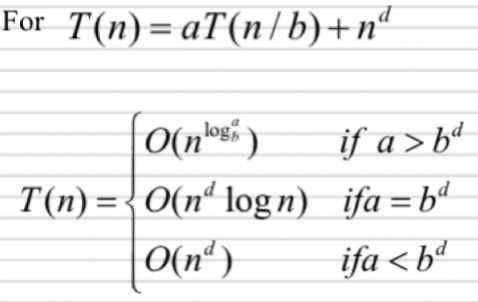 For T(n) = aT(n/b) + n^d
O(n^{log_b^a}) if a > b^d
T(n) = { O(n^d log n) ifa = b^d
O(n^d) ifa < b^d